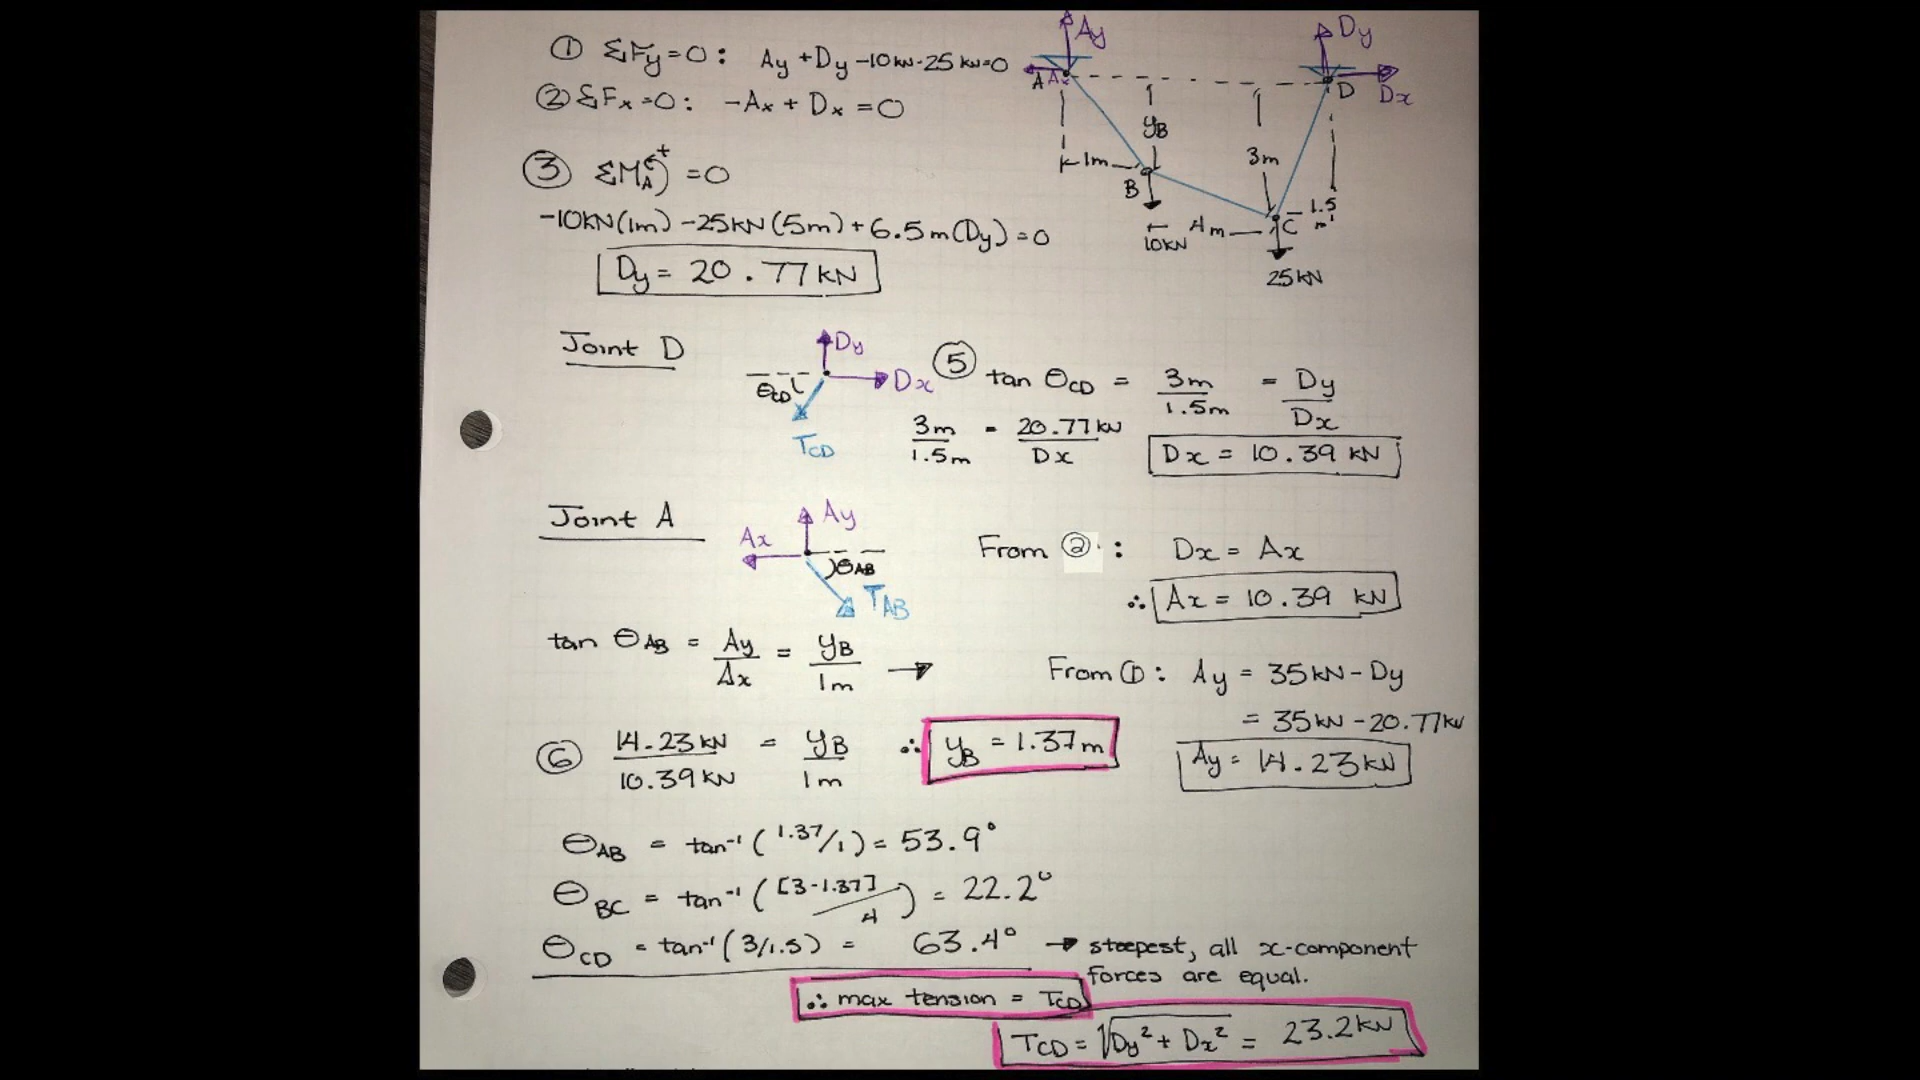 ① ΣFy=0: Ay + Dy - 10kN - 25kN=0
② ΣFx=0: -Ax + Dx = 0
③ ΣMA + = 0
-10kN(1m) - 25kN(5m) + 6.5m(Dy) = 0
Dy = 20.77kN
Ay
Dy
A
Ax
D
Dx
yB
1m
3m
B
4m
C
1.5
m
10kN
25kN
Joint D
Dy
Dx
θCD
TCD
⑤ tan θCD = 3m/1.5m = Dy/Dx
3m/1.5m = 20.77kN/Dx
Dx = 10.39 kN
Joint A
Ay
Ax
θAB
TAB
From ②: Dx = Ax
∴ Ax = 10.39 kN
tan θAB = Ay/Ax = yB/1m →
From ①: Ay = 35kN - Dy
= 35kN - 20.77kN
Ay = 14.23kN
⑥ 14.23kN/10.39kN = yB/1m ∴ yB = 1.37m
θAB = tan⁻¹(1.37/1) = 53.9°
θBC = tan⁻¹([3-1.37]/4) = 22.2°
θCD = tan⁻¹(3/1.5) = 63.4° → steepest, all x-component
forces are equal.
∴ max tension = TCD
TCD = √Dy² + Dx² = 23.2kN